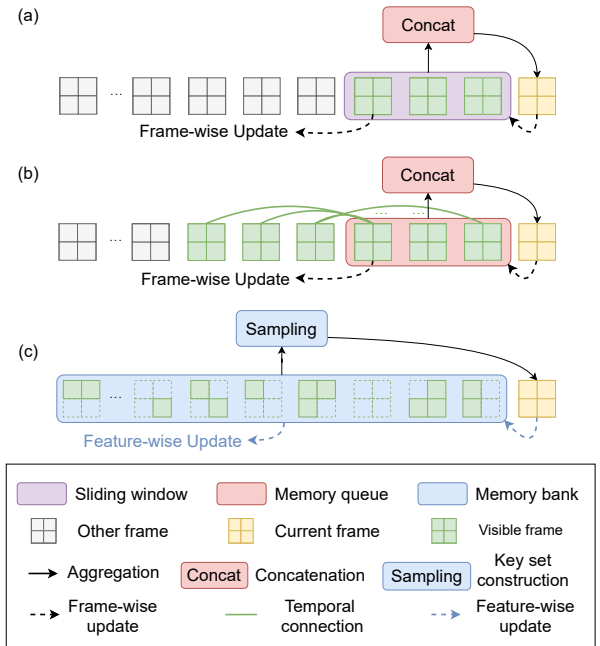 (a)
Concat
...
Frame-wise Update
(b)
Concat
... ...
...
Frame-wise Update
Sampling
(c)
...
Feature-wise Update
Sliding window
Memory queue
Memory bank
Other frame
Current frame
Visible frame
Aggregation
Concat
Concatenation
Sampling
Key set
construction
Frame-wise
update
Temporal
connection
Feature-wise
update